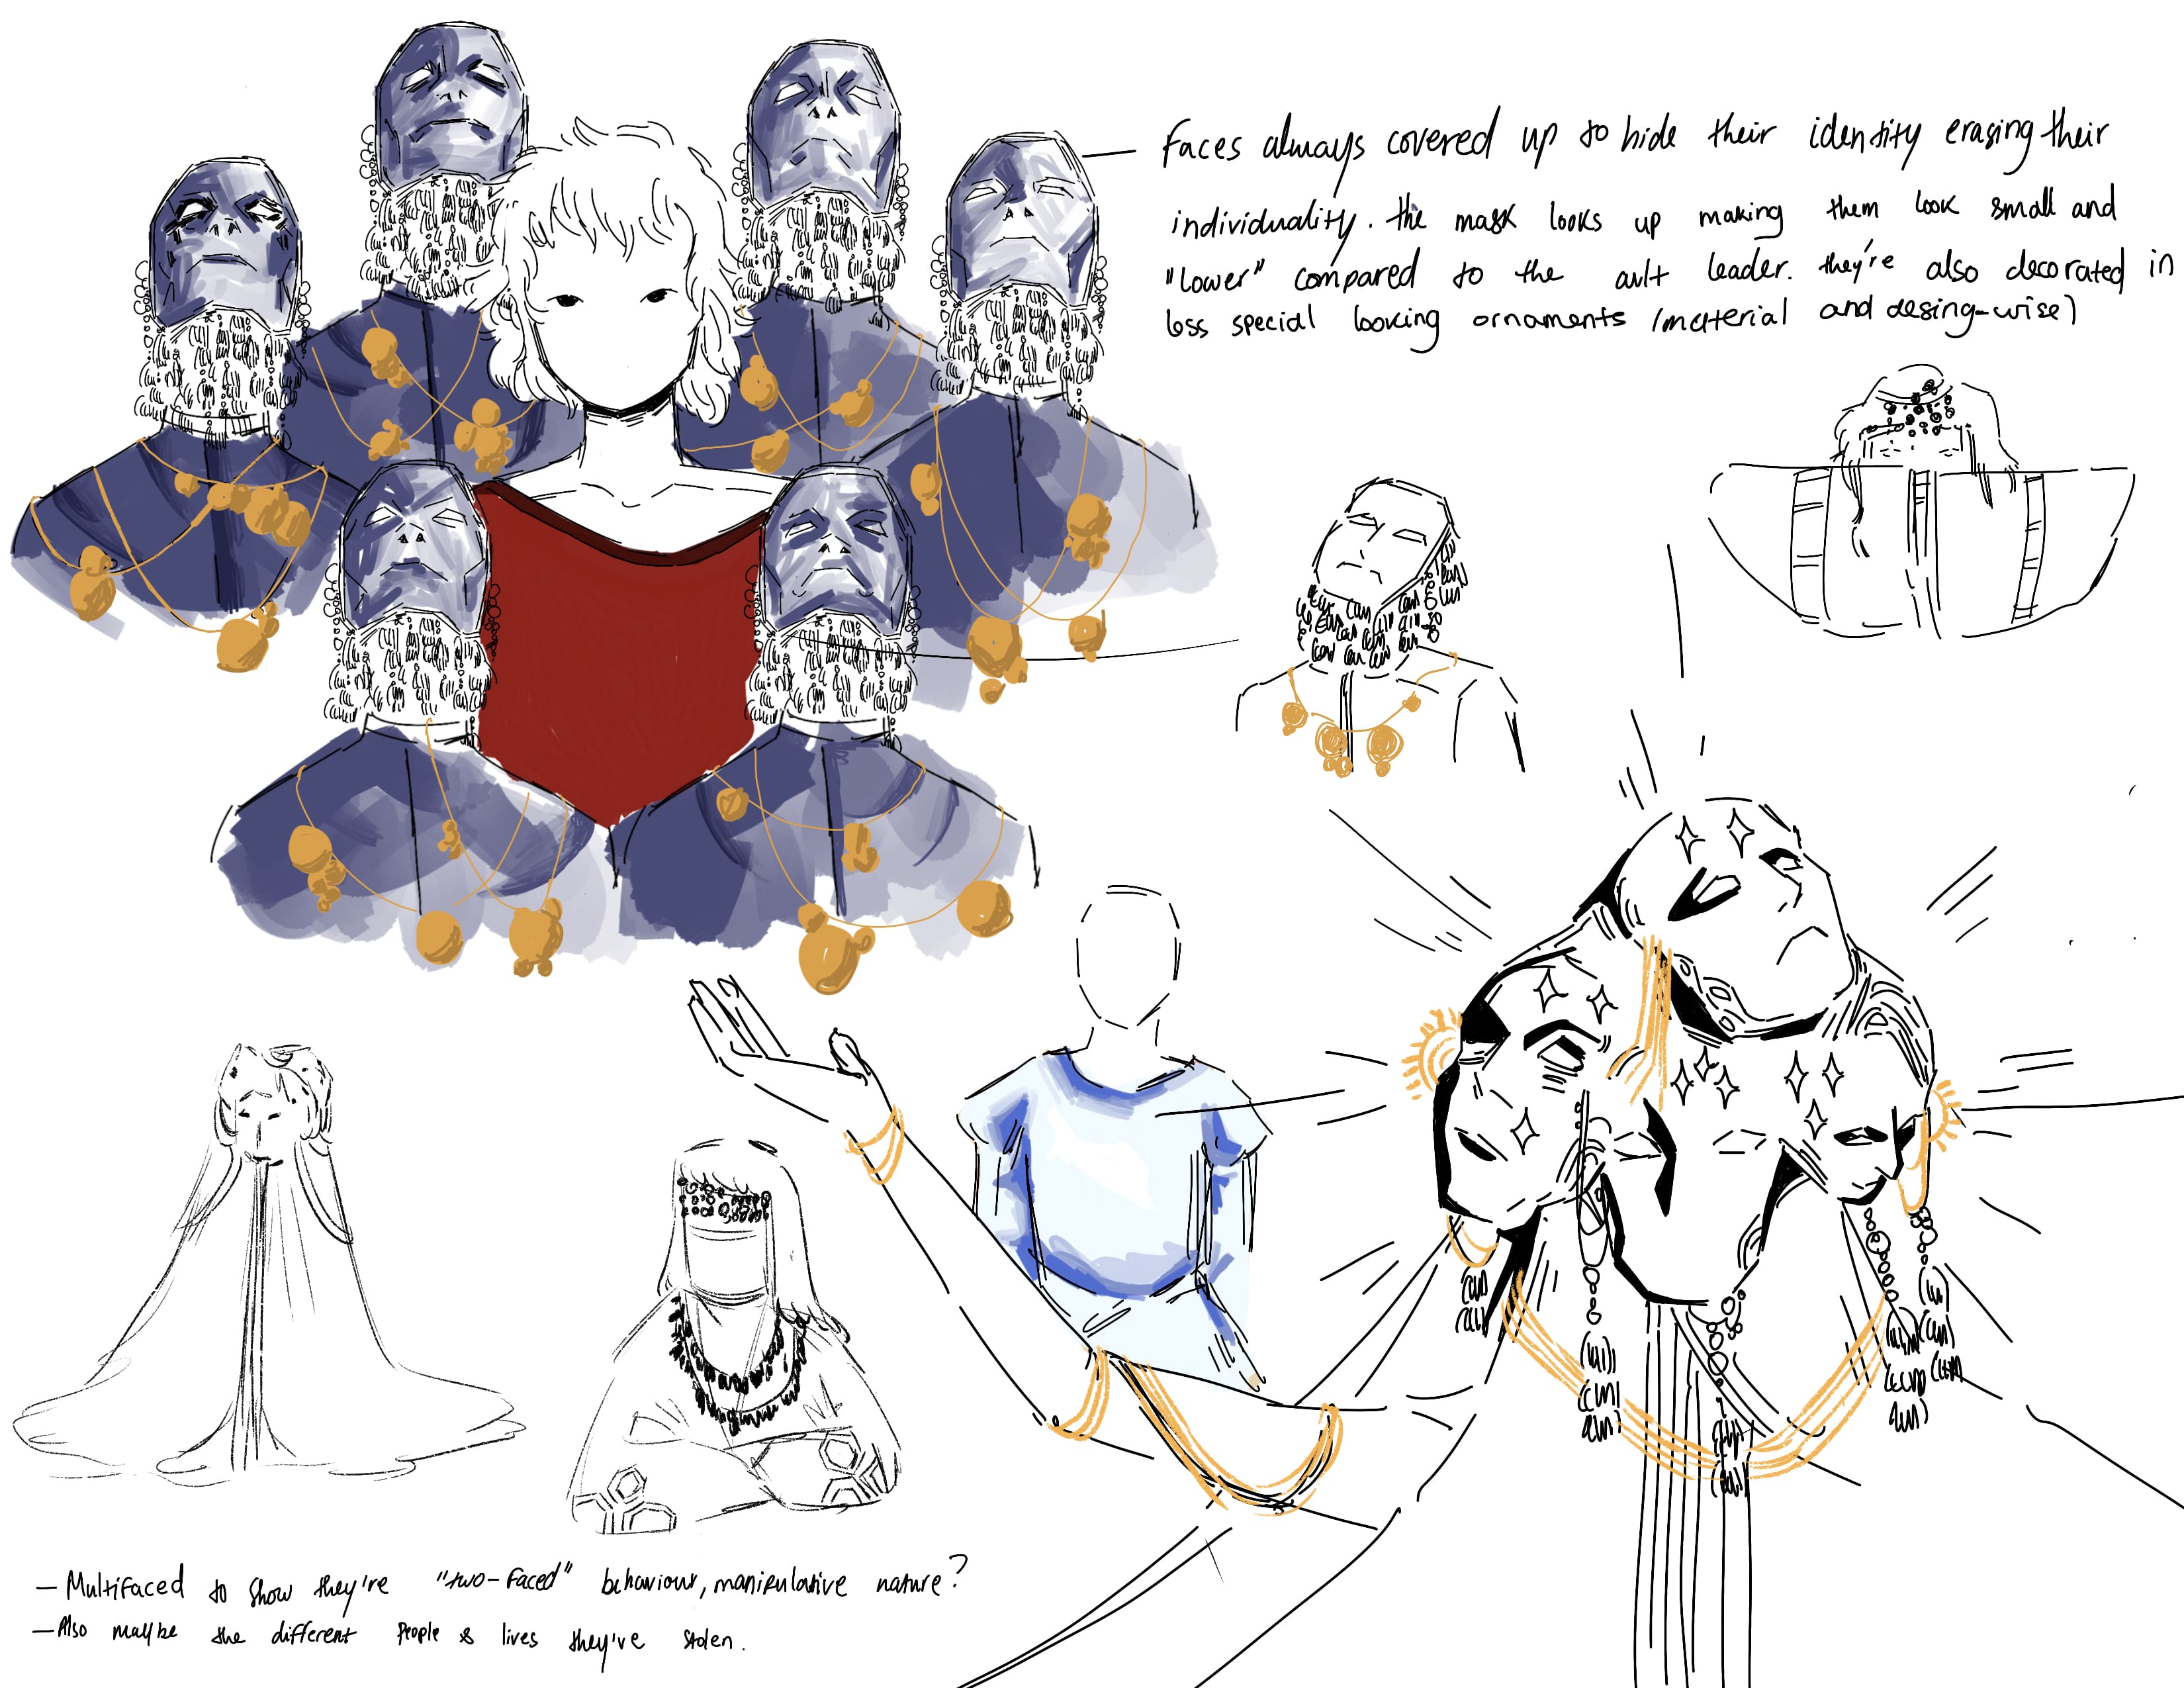 — Faces always covered up to hide their identity erasing their
individuality. the mask looks up making them look small and
"Lower" compared to the cult leader. they're also decorated in
less special looking ornaments (material and desing-wise)
— Multifaced to show they're "two-faced" behaviour, manipulative nature?
— Also maybe the different people & lives they've stolen.